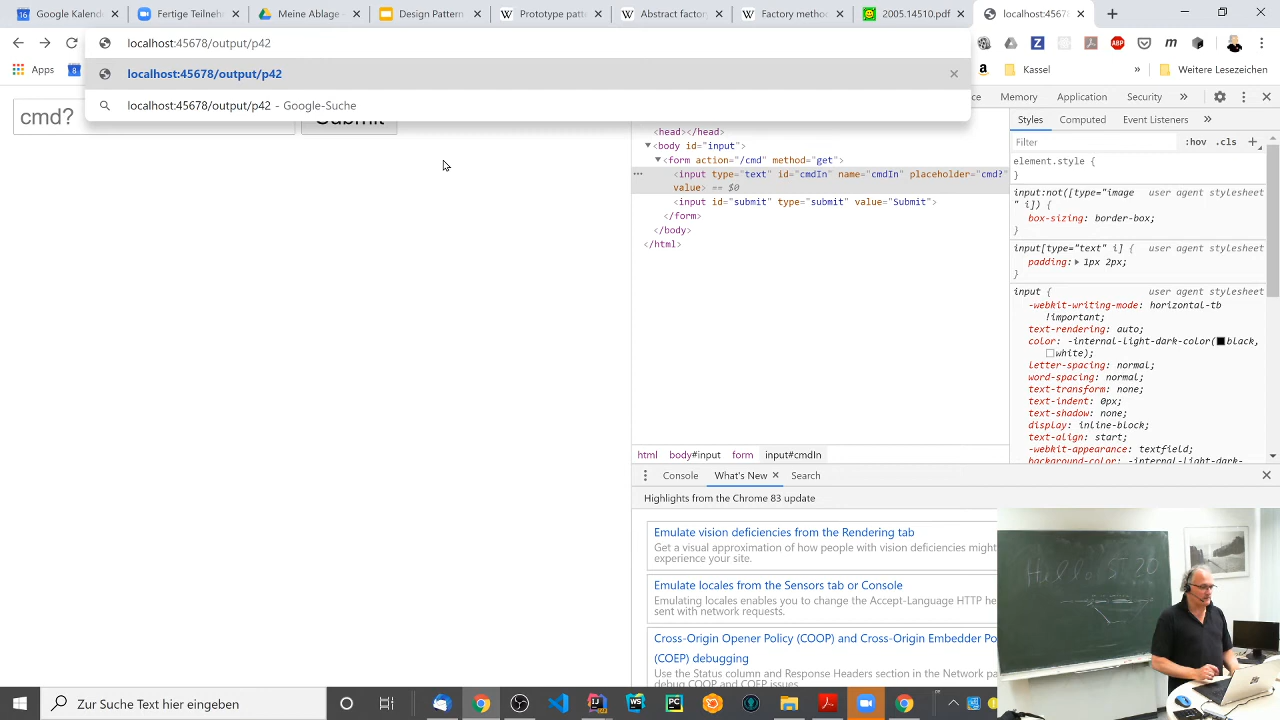 16 Google Kalende
Fertige Teilnehr
Meine Ablage -
Design Pattern
Prototype patt
Abstract factor
Factory metho
2005.14510.pdf
localhost:4567
localhost:45678/output/p42
Apps
8
Kassel
»
Weitere Lesezeichen
localhost:45678/output/p42
localhost:45678/output/p42 - Google-Suche
cmd?
Submit
Memory
Application
Security
»
<head></head>
<body id="input">
<form action="/cmd" method="get">
<input type="text" id="cmdIn" name="cmdIn" placeholder="cmd?"
value> == $0
<input id="submit" type="submit" value="Submit">
</form>
</body>
</html>
html body#input form input#cmdIn
Styles Computed Event Listeners »
Filter :hov .cls +
element.style {
}
input:not([type="image user agent stylesheet
" i]) {
box-sizing: border-box;
}
input[type="text" i] { user agent stylesheet
padding: 1px 2px;
}
input { user agent stylesheet
-webkit-writing-mode: horizontal-tb
!important;
text-rendering: auto;
color: -internal-light-dark-color(black,
white);
letter-spacing: normal;
word-spacing: normal;
text-transform: none;
text-indent: 0px;
text-shadow: none;
display: inline-block;
text-align: start;
-webkit-appearance: textfield;
background-color: -internal-light-dark-
Console What's New Search
Highlights from the Chrome 83 update
Emulate vision deficiencies from the Rendering tab
Get a visual approximation of how people with vision deficiencies might
experience your site.
Emulate locales from the Sensors tab or Console
Emulating locales enables you to change the Accept-Language HTTP he
sent with network requests.
Cross-Origin Opener Policy (COOP) and Cross-Origin Embedder Po
(COEP) debugging
Use the Status column and Response Headers section in the Network pa
debug COOP and COEP issues.
Hello
Zur Suche Text hier eingeben